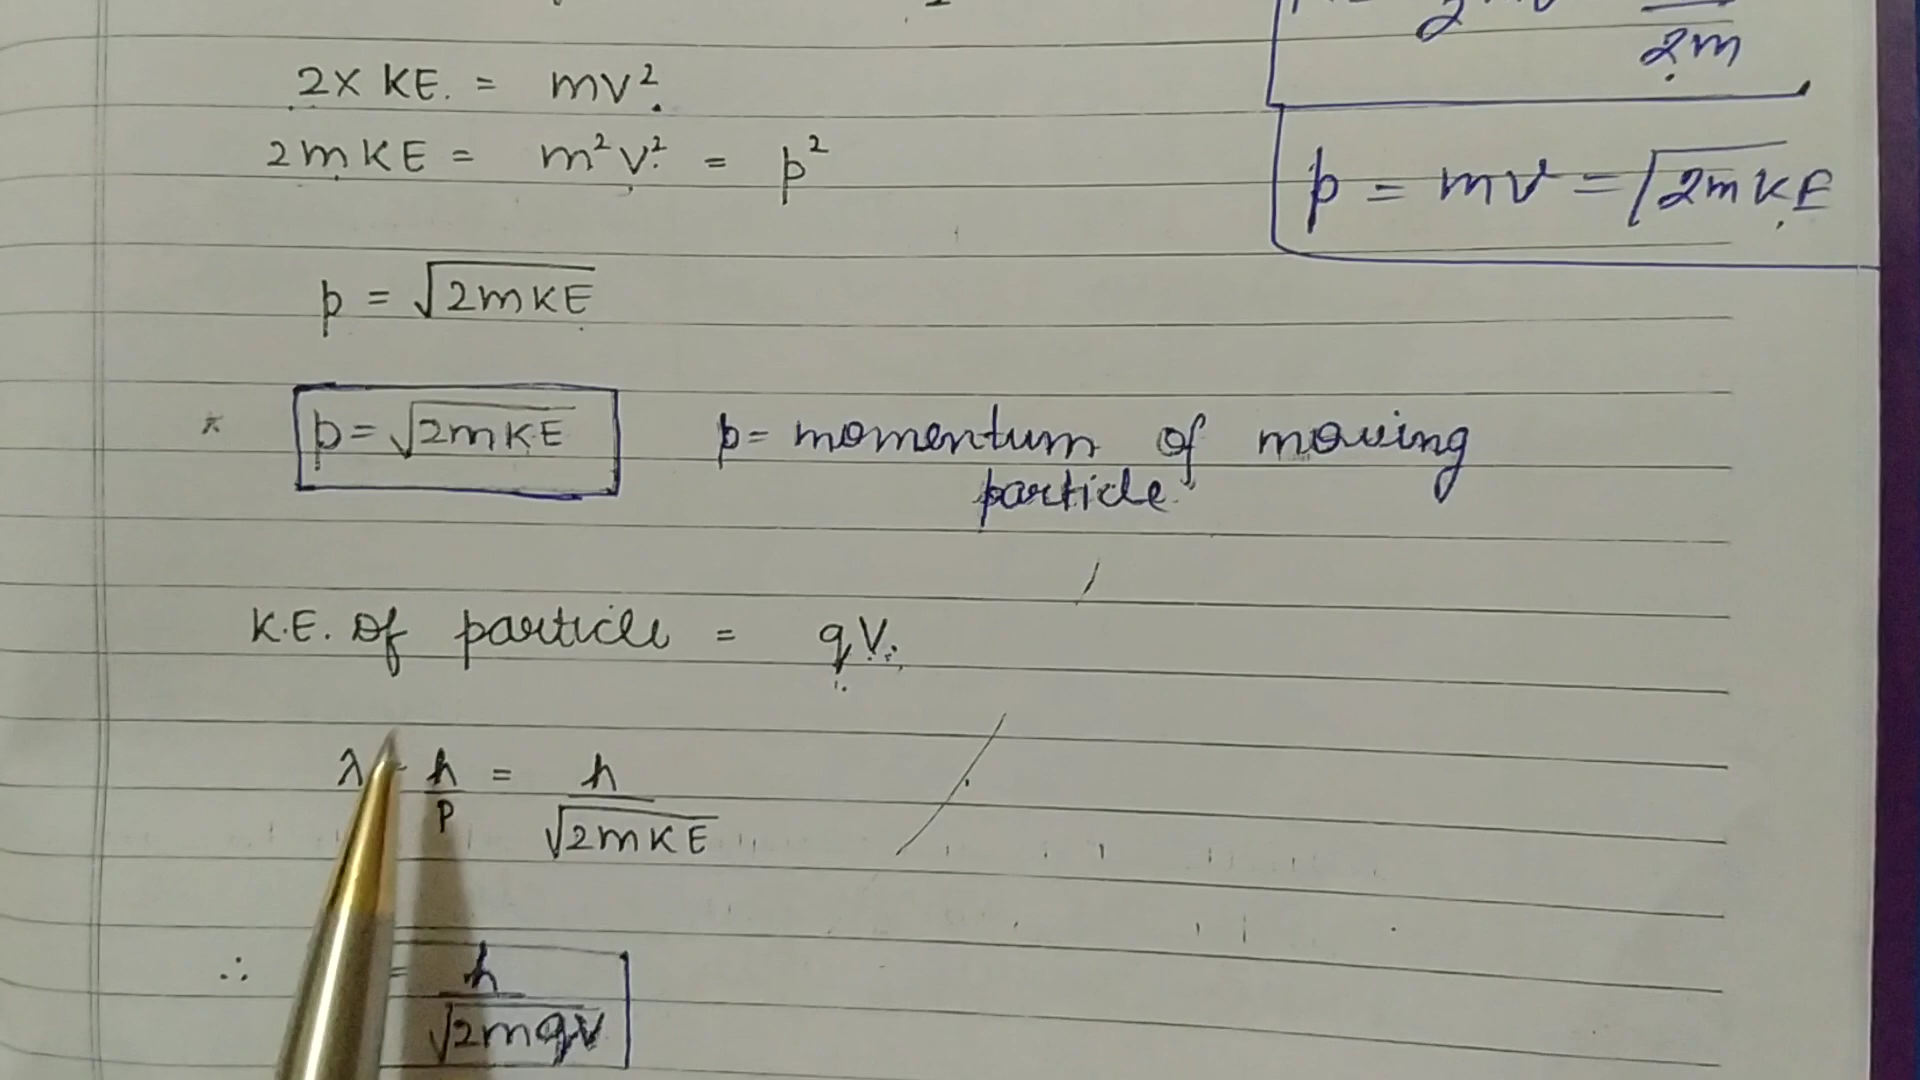 2m
2 x KE. = mv²
2mKE = m²v² = p²
p = mv = √2mKE
p = √2mKE
* p = √2mKE p = momentum of moving
particle
K.E. of particle = qV.
λ = h/p = h/√2mKE
∴ = h/√2mqV